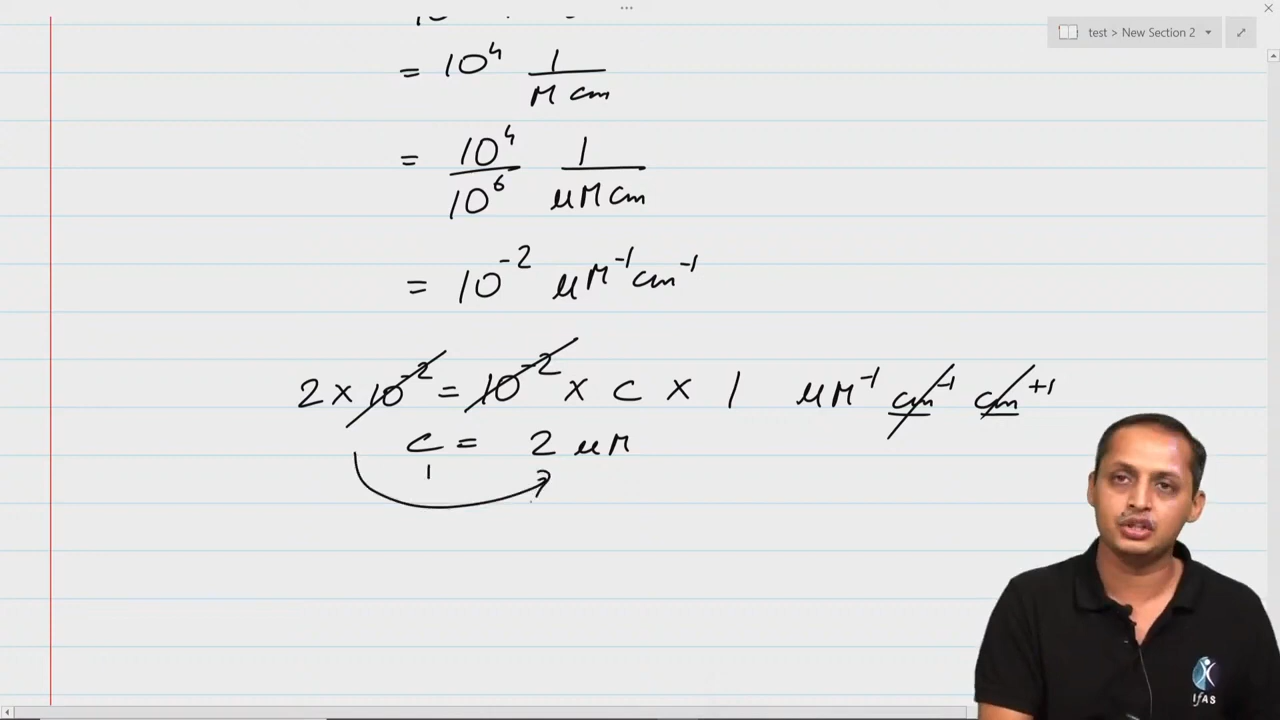 test > New Section 2
= 10⁴ 1/M cm
= 10⁴/10⁶ 1/μM cm
= 10⁻² μM⁻¹ cm⁻¹
2 × 10⁻² = 10⁻² × c × 1 μM⁻¹ cm⁻¹ cm⁺¹
c = 2 μM
IFAS